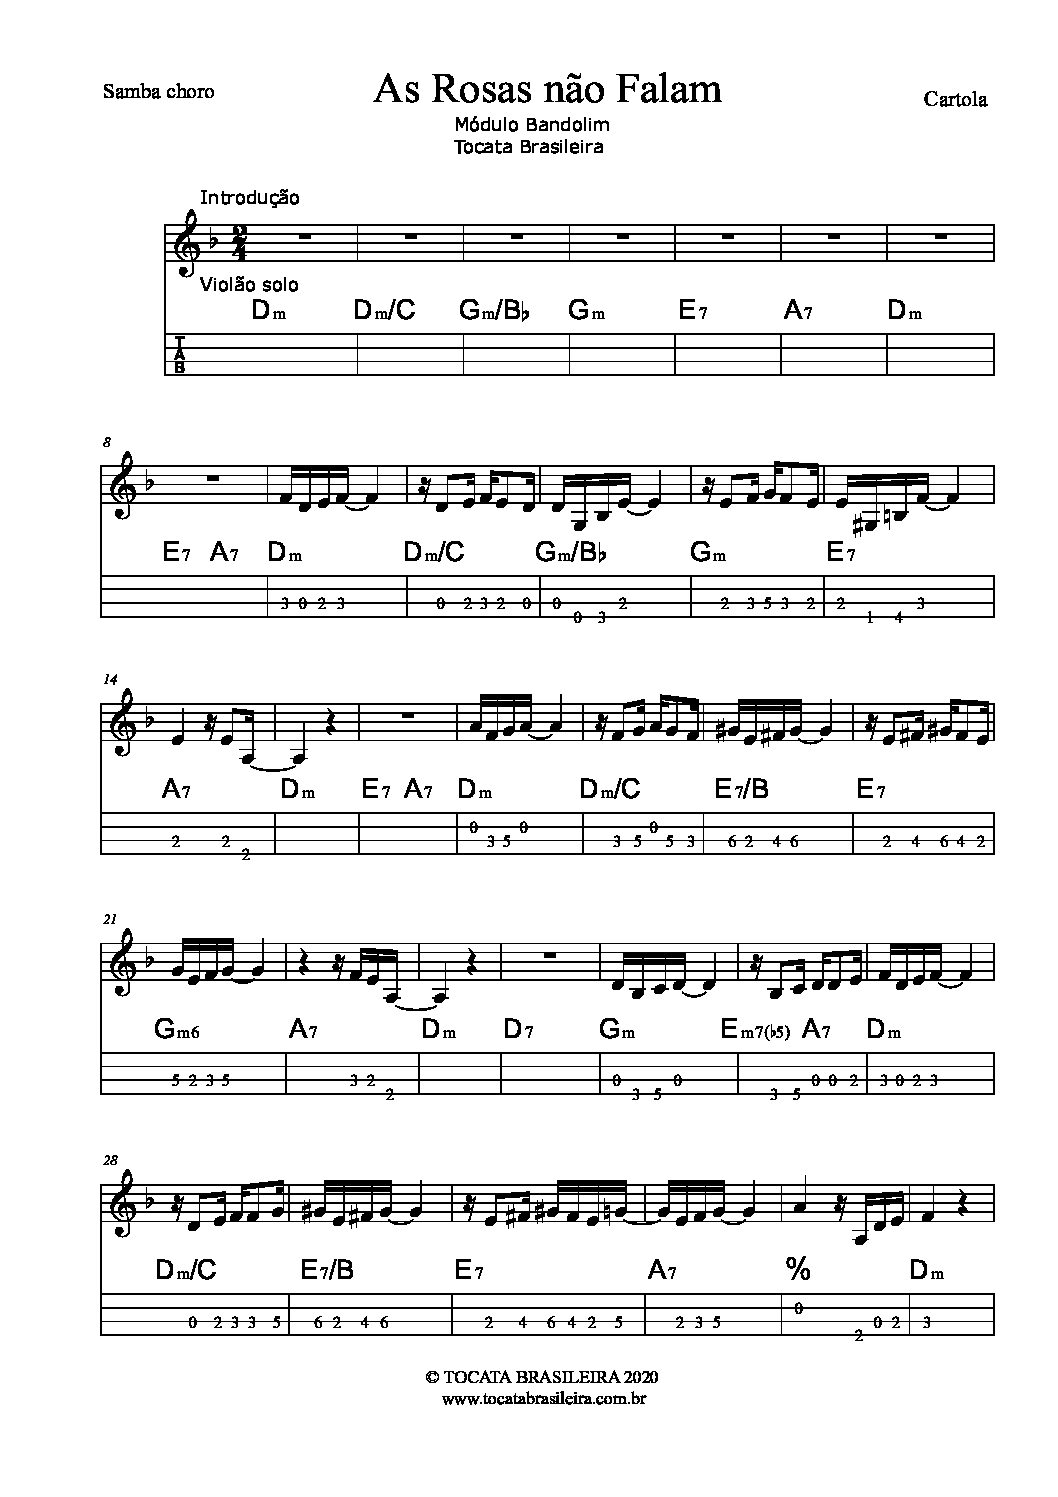 As Rosas não Falam
Samba choro
Cartola
Módulo Bandolim
Tocata Brasileira
Introdução
2
4
Violão solo
Dm Dm/C Gm/B♭ Gm E7 A7 Dm
T
A
B
8
E7 A7 Dm Dm/C Gm/B♭ Gm E7
3 0 2 3 0 2 3 2 0 0 2 2 3 5 3 2 2 3
0 3 1 4
14
A7 Dm E7 A7 Dm Dm/C E7/B E7
0 0 0
2 2 3 5 3 5 5 3 6 2 4 6 2 4 6 4 2
2
21
Gm6 A7 Dm D7 Gm Em7(♭5) A7 Dm
5 2 3 5 3 2 0 0 0 0 2 3 0 2 3
2 3 5 3 5
28
Dm/C E7/B E7 A7 % Dm
0
0 2 3 3 5 6 2 4 6 2 4 6 4 2 5 2 3 5 0 2 3
2
© TOCATA BRASILEIRA 2020
www.tocatabrasileira.com.br